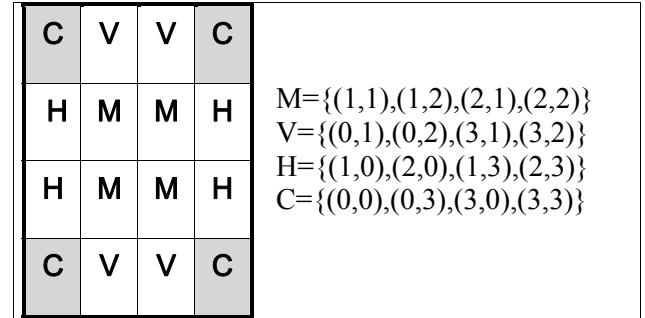 C V V C
H M M H
H M M H
C V V C
M={(1,1),(1,2),(2,1),(2,2)}
V={(0,1),(0,2),(3,1),(3,2)}
H={(1,0),(2,0),(1,3),(2,3)}
C={(0,0),(0,3),(3,0),(3,3)}